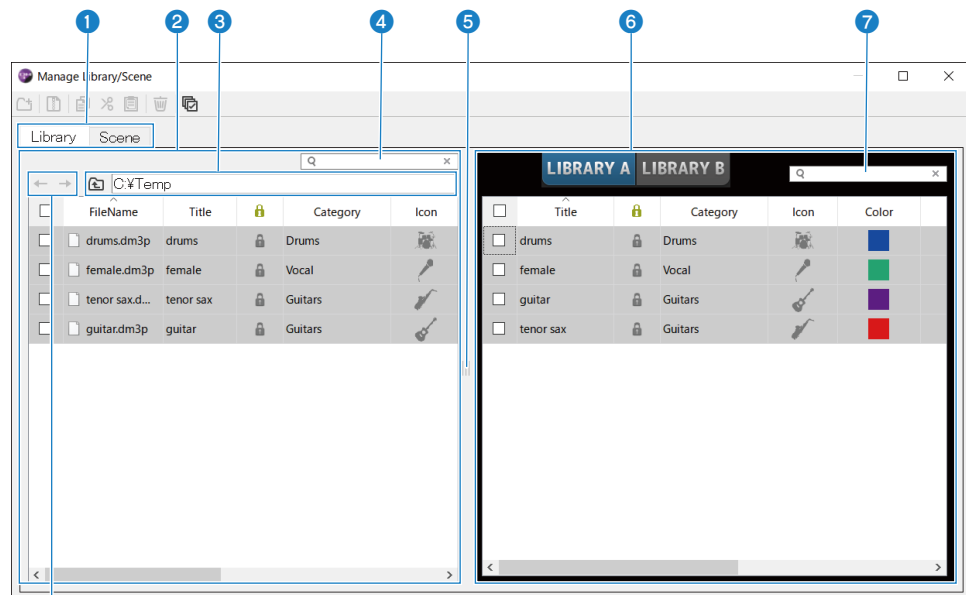 1 2 3 4 5 6 7
Manage Library/Scene
Library Scene
C:¥Temp
LIBRARY A LIBRARY B
FileName Title Category Icon
drums.dm3p drums Drums
female.dm3p female Vocal
tenor sax.d... tenor sax Guitars
guitar.dm3p guitar Guitars
Title Category Icon Color
drums Drums
female Vocal
guitar Guitars
tenor sax Guitars